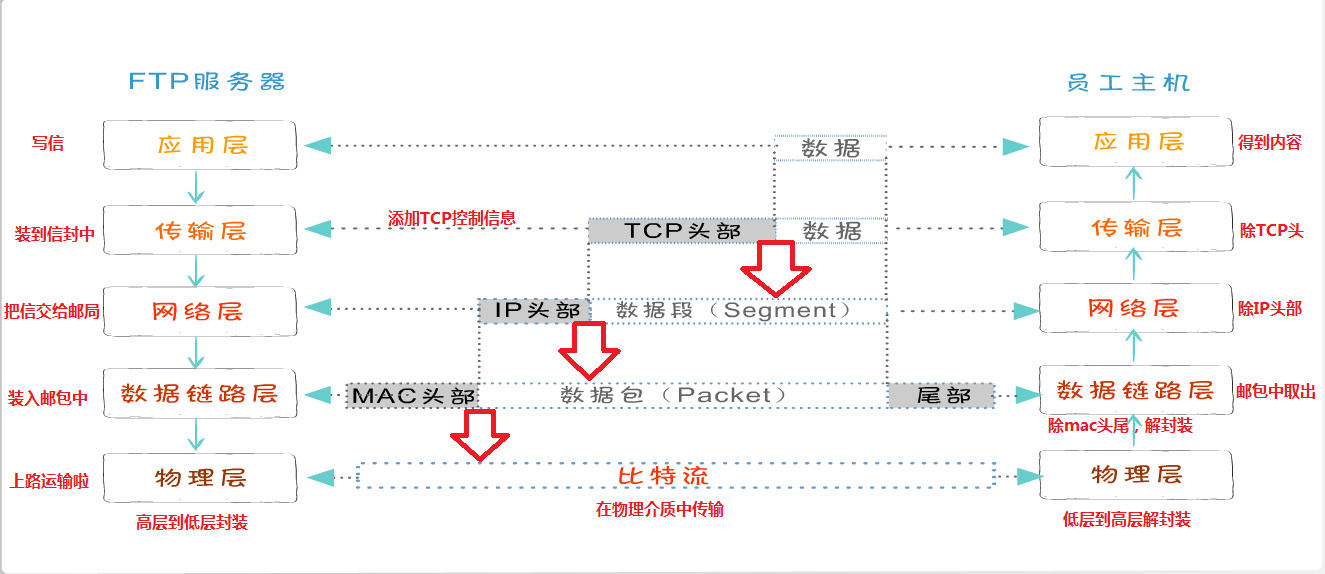 FTP服务器
员工主机
写信
应用层
数据
应用层
得到内容
装到信封中
传输层
添加TCP控制信息
TCP头部
数据
传输层
除TCP头
把信交给邮局
网络层
IP头部
数据段（Segment）
网络层
除IP头部
装入邮包中
数据链路层
MAC头部
数据包（Packet）
尾部
数据链路层
邮包中取出
除mac头尾，解封装
上路运输啦
物理层
比特流
物理层
在物理介质中传输
高层到低层封装
低层到高层解封装